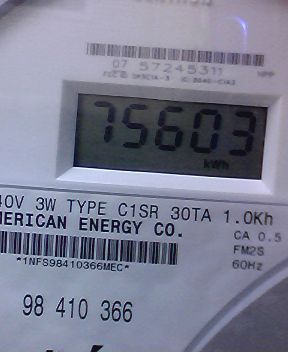 07 57245311
75603
kWh
40V 3W TYPE C1SR 30TA 1.0Kh
MERICAN ENERGY CO.
CA 0.5
FM2S
*1NFS98410366MEC*
60Hz
98 410 366